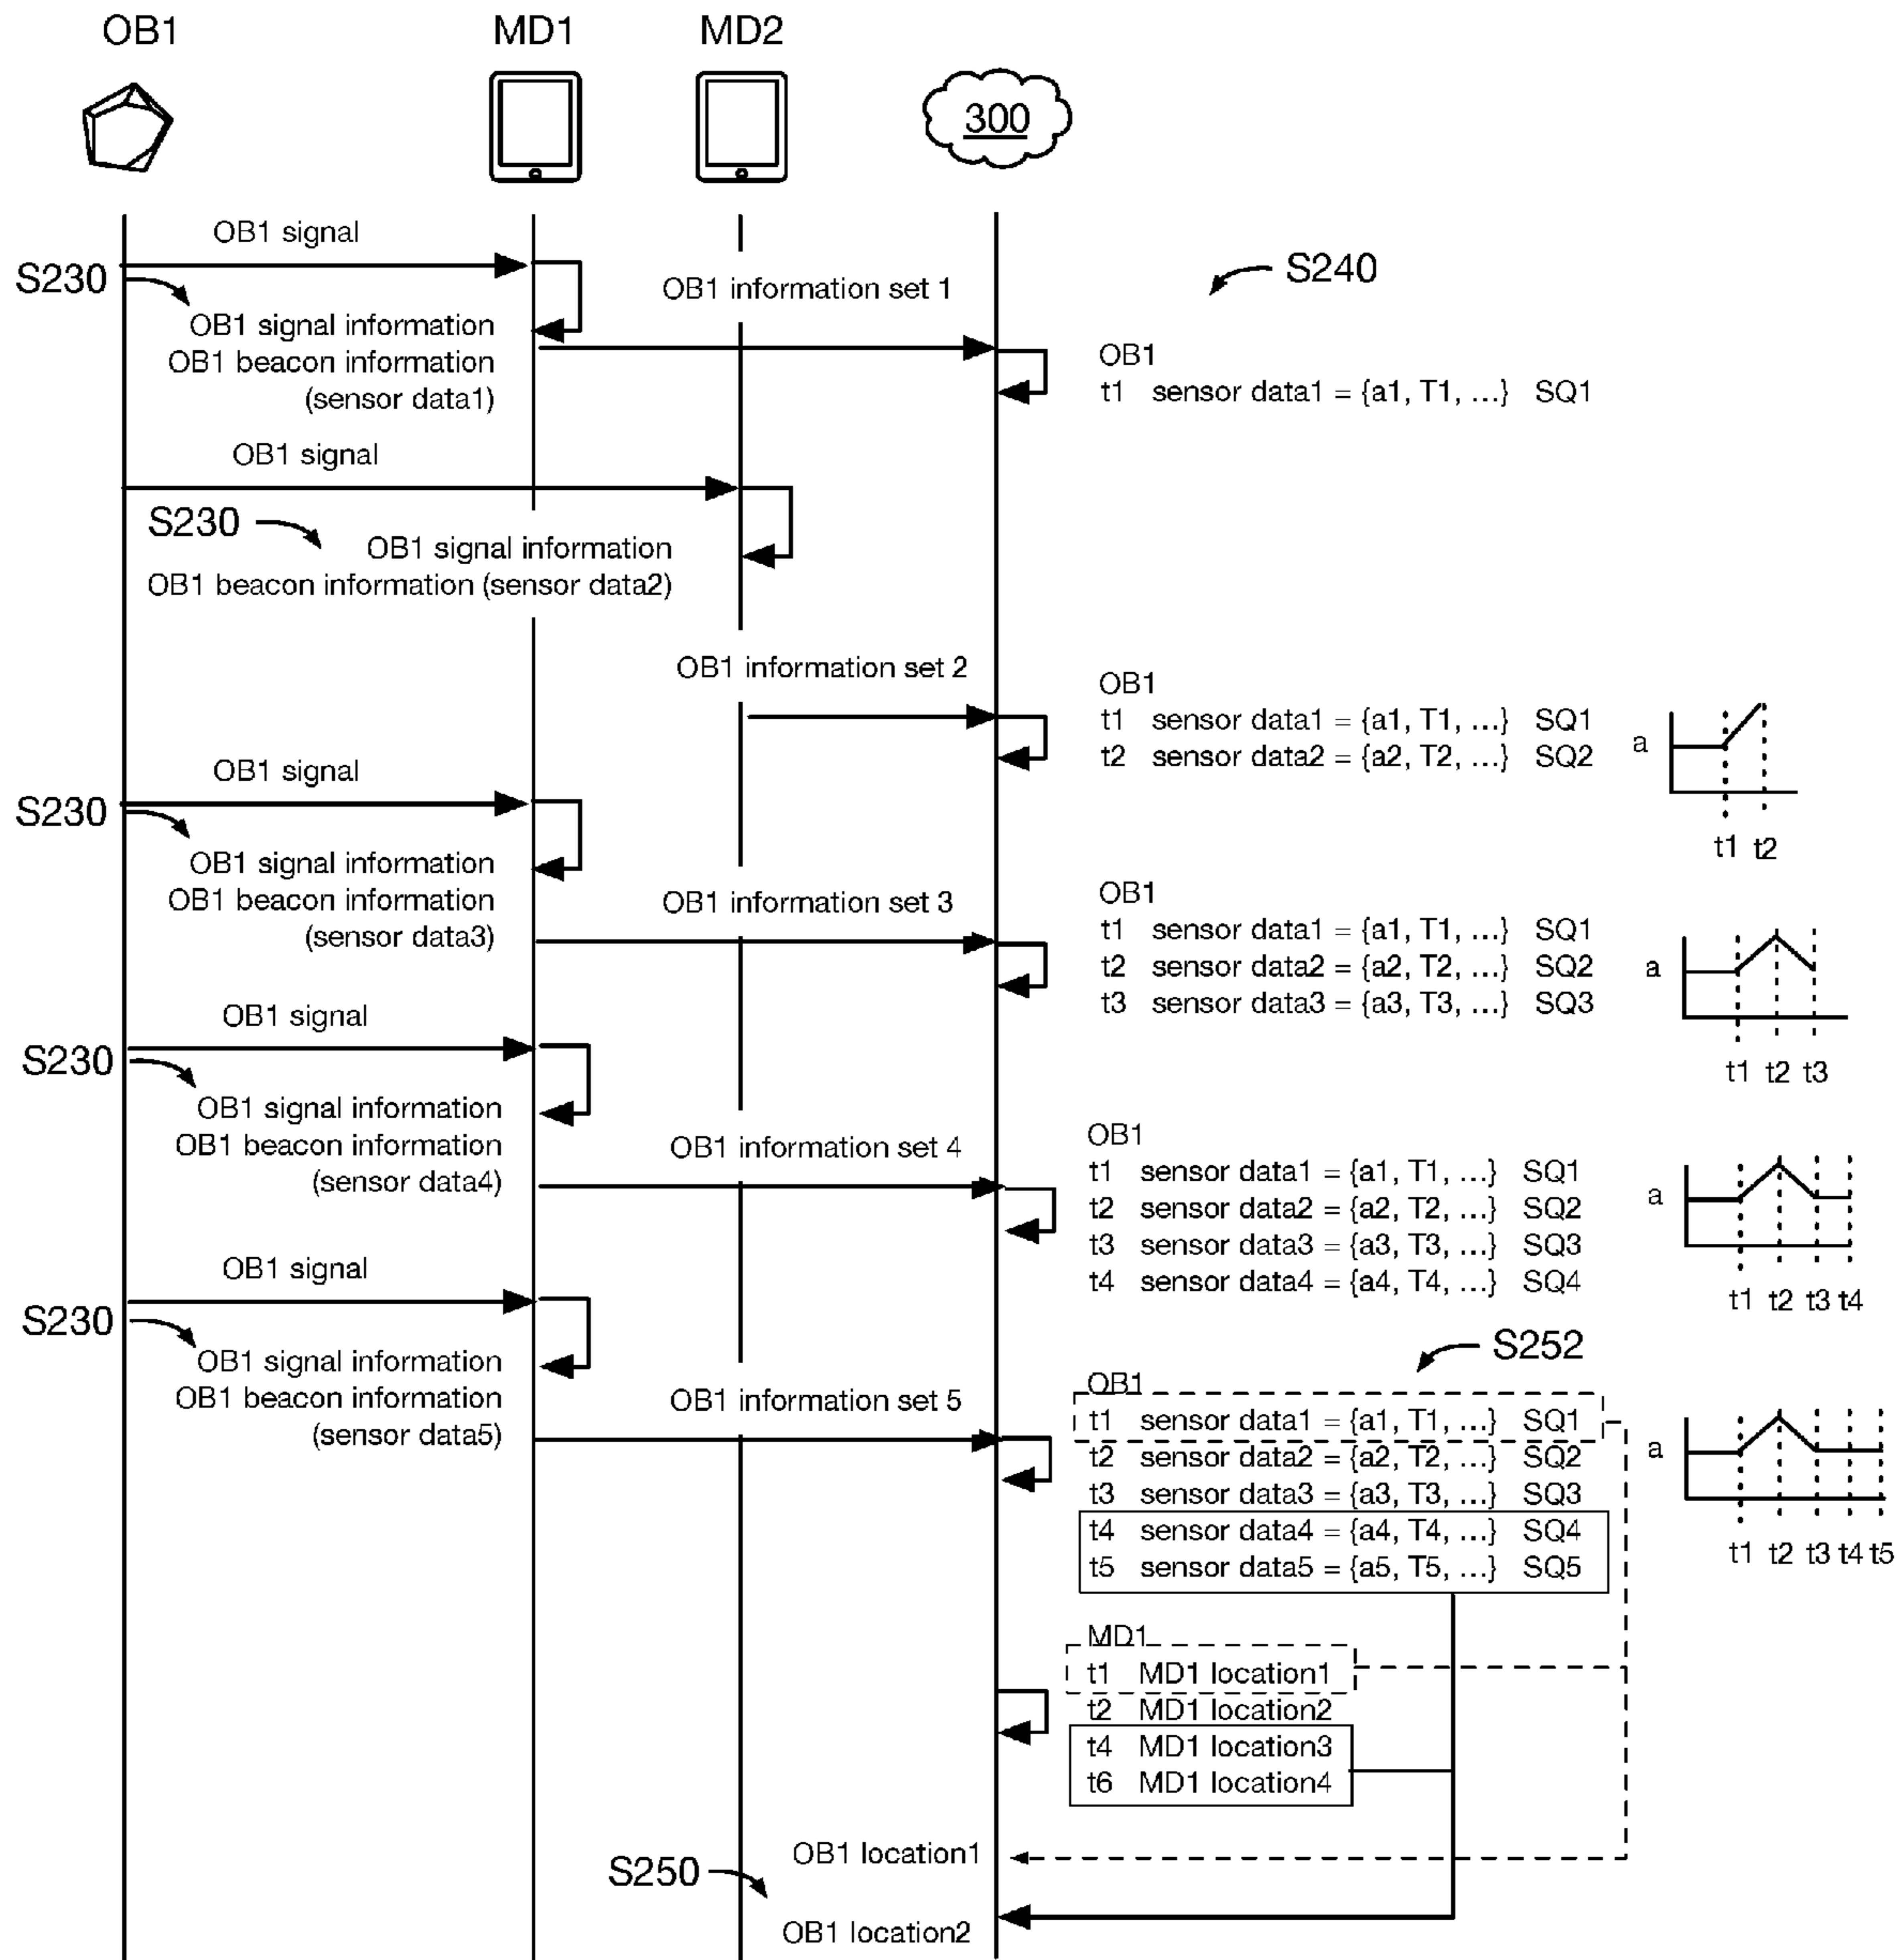 OB1
MD1
MD2
300
OB1 signal
S230
OB1 signal information
OB1 beacon information
(sensor data1)
OB1 information set 1
S240
OB1
t1 sensor data1 = {a1, T1, ...} SQ1
OB1 signal
S230
OB1 signal information
OB1 beacon information (sensor data2)
OB1 information set 2
OB1
t1 sensor data1 = {a1, T1, ...} SQ1
t2 sensor data2 = {a2, T2, ...} SQ2
a
t1 t2
OB1 signal
S230
OB1 signal information
OB1 beacon information
(sensor data3)
OB1 information set 3
OB1
t1 sensor data1 = {a1, T1, ...} SQ1
t2 sensor data2 = {a2, T2, ...} SQ2
t3 sensor data3 = {a3, T3, ...} SQ3
a
t1 t2 t3
OB1 signal
S230
OB1 signal information
OB1 beacon information
(sensor data4)
OB1 information set 4
OB1
t1 sensor data1 = {a1, T1, ...} SQ1
t2 sensor data2 = {a2, T2, ...} SQ2
t3 sensor data3 = {a3, T3, ...} SQ3
t4 sensor data4 = {a4, T4, ...} SQ4
a
t1 t2 t3 t4
OB1 signal
S230
OB1 signal information
OB1 beacon information
(sensor data5)
OB1 information set 5
S252
OB1
t1 sensor data1 = {a1, T1, ...} SQ1
t2 sensor data2 = {a2, T2, ...} SQ2
t3 sensor data3 = {a3, T3, ...} SQ3
t4 sensor data4 = {a4, T4, ...} SQ4
t5 sensor data5 = {a5, T5, ...} SQ5
a
t1 t2 t3 t4 t5
MD1
t1 MD1 location1
t2 MD1 location2
t4 MD1 location3
t6 MD1 location4
OB1 location1
S250
OB1 location2